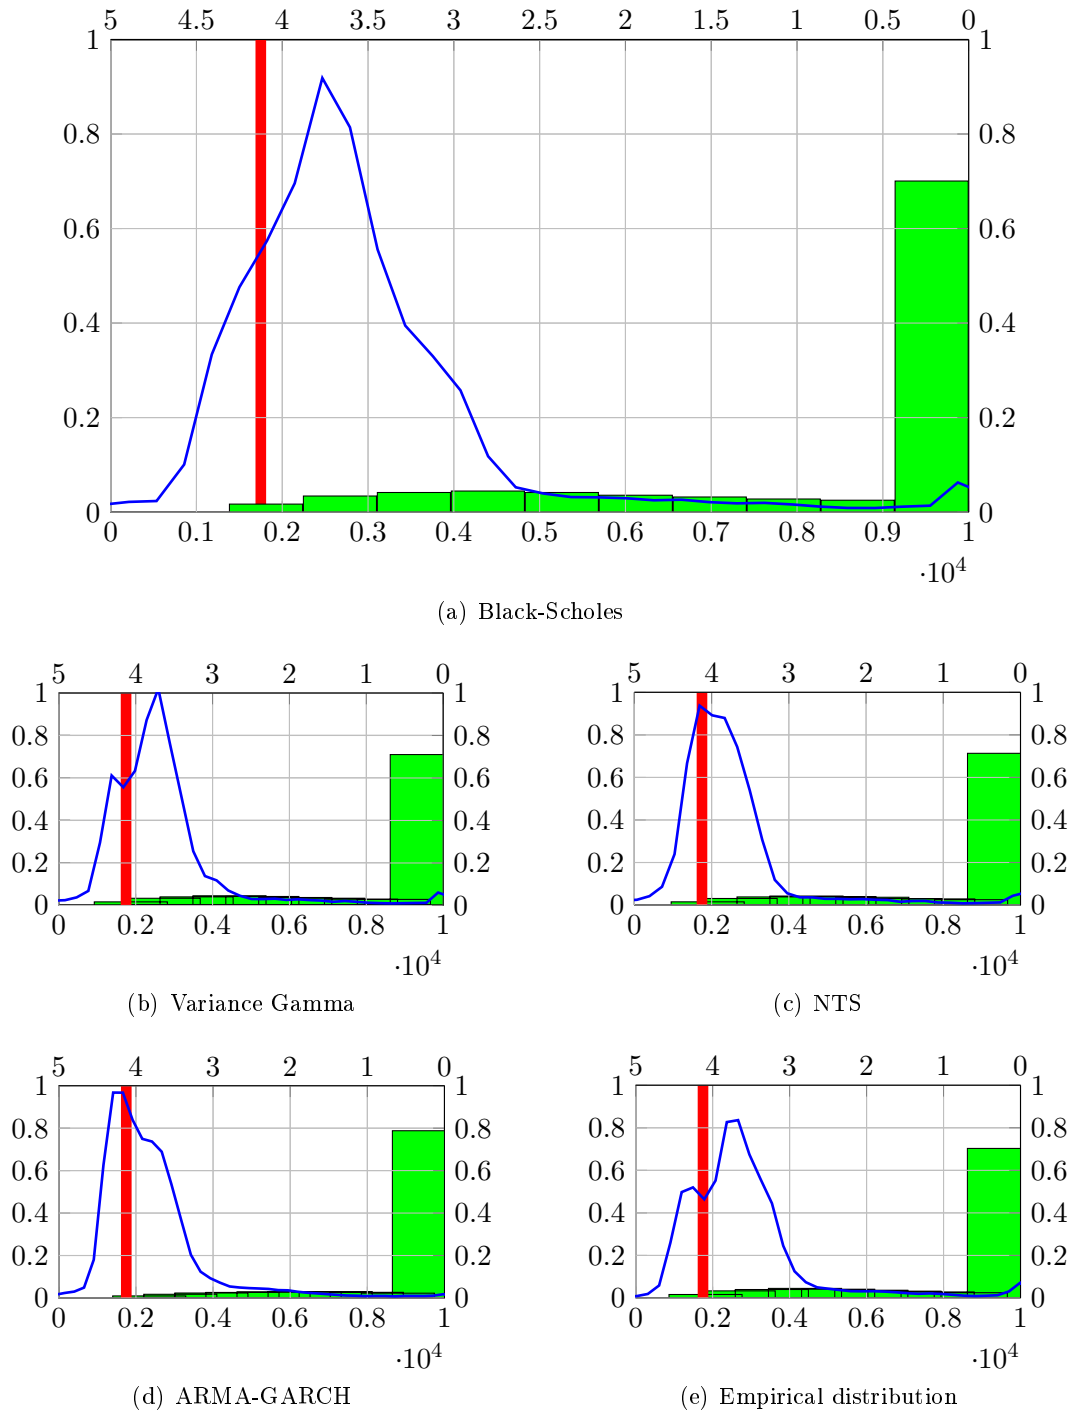 5 4.5 4 3.5 3 2.5 2 1.5 1 0.5 0
1 1
0.8 0.8
0.6 0.6
0.4 0.4
0.2 0.2
0 0
0 0.1 0.2 0.3 0.4 0.5 0.6 0.7 0.8 0.9 1
·10^4
(a) Black-Scholes
5 4 3 2 1 0
1 1
0.8 0.8
0.6 0.6
0.4 0.4
0.2 0.2
0 0
0 0.2 0.4 0.6 0.8 1
·10^4
(b) Variance Gamma
5 4 3 2 1 0
1 1
0.8 0.8
0.6 0.6
0.4 0.4
0.2 0.2
0 0
0 0.2 0.4 0.6 0.8 1
·10^4
(c) NTS
5 4 3 2 1 0
1 1
0.8 0.8
0.6 0.6
0.4 0.4
0.2 0.2
0 0
0 0.2 0.4 0.6 0.8 1
·10^4
(d) ARMA-GARCH
5 4 3 2 1 0
1 1
0.8 0.8
0.6 0.6
0.4 0.4
0.2 0.2
0 0
0 0.2 0.4 0.6 0.8 1
·10^4
(e) Empirical distribution